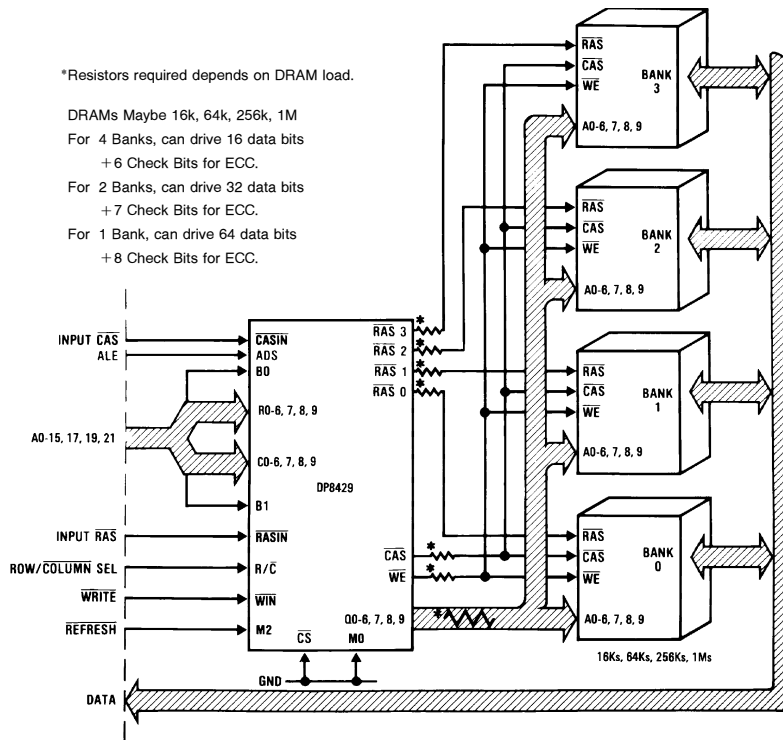 *Resistors required depends on DRAM load.
DRAMs Maybe 16k, 64k, 256k, 1M
For 4 Banks, can drive 16 data bits
+6 Check Bits for ECC.
For 2 Banks, can drive 32 data bits
+7 Check Bits for ECC.
For 1 Bank, can drive 64 data bits
+8 Check Bits for ECC.
INPUT CAS
ALE
A0-15, 17, 19, 21
INPUT RAS
ROW/COLUMN SEL
WRITE
REFRESH
DATA
CASIN
ADS
B0
R0-6, 7, 8, 9
C0-6, 7, 8, 9
DP8429
B1
RASIN
R/C
WIN
M2
CS
M0
GND
RAS 3
*
RAS 2
*
RAS 1
*
RAS 0
*
CAS
*
WE
*
Q0-6, 7, 8, 9
*
RAS
CAS
WE
BANK
3
A0-6, 7, 8, 9
RAS
CAS
WE
BANK
2
A0-6, 7, 8, 9
RAS
CAS
WE
BANK
1
A0-6, 7, 8, 9
RAS
CAS
WE
BANK
0
A0-6, 7, 8, 9
16Ks, 64Ks, 256Ks, 1Ms